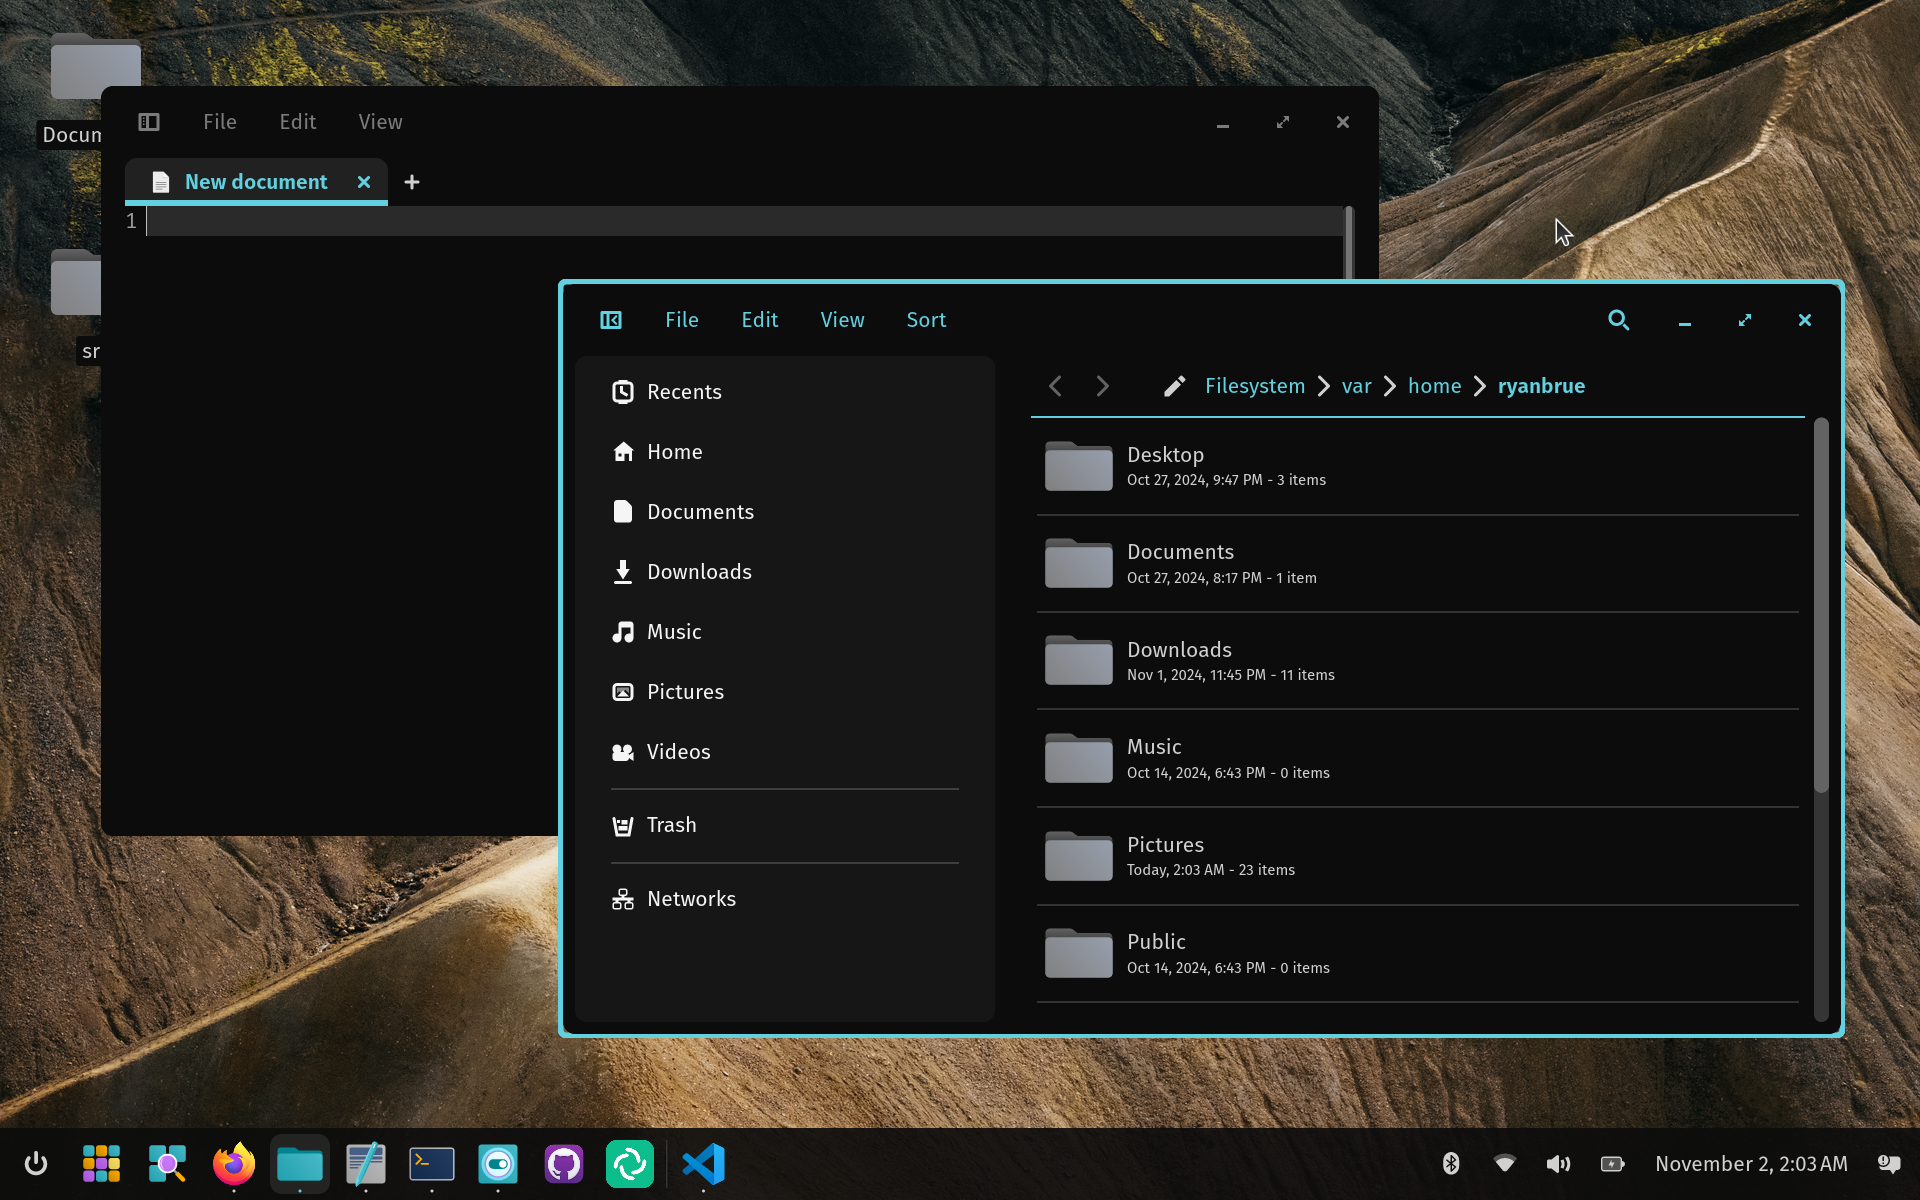 Docum
sr
File Edit View
New document
1
File Edit View Sort
Recents
Home
Documents
Downloads
Music
Pictures
Videos
Trash
Networks
Filesystem var home ryanbrue
Desktop
Oct 27, 2024, 9:47 PM - 3 items
Documents
Oct 27, 2024, 8:17 PM - 1 item
Downloads
Nov 1, 2024, 11:45 PM - 11 items
Music
Oct 14, 2024, 6:43 PM - 0 items
Pictures
Today, 2:03 AM - 23 items
Public
Oct 14, 2024, 6:43 PM - 0 items
November 2, 2:03 AM